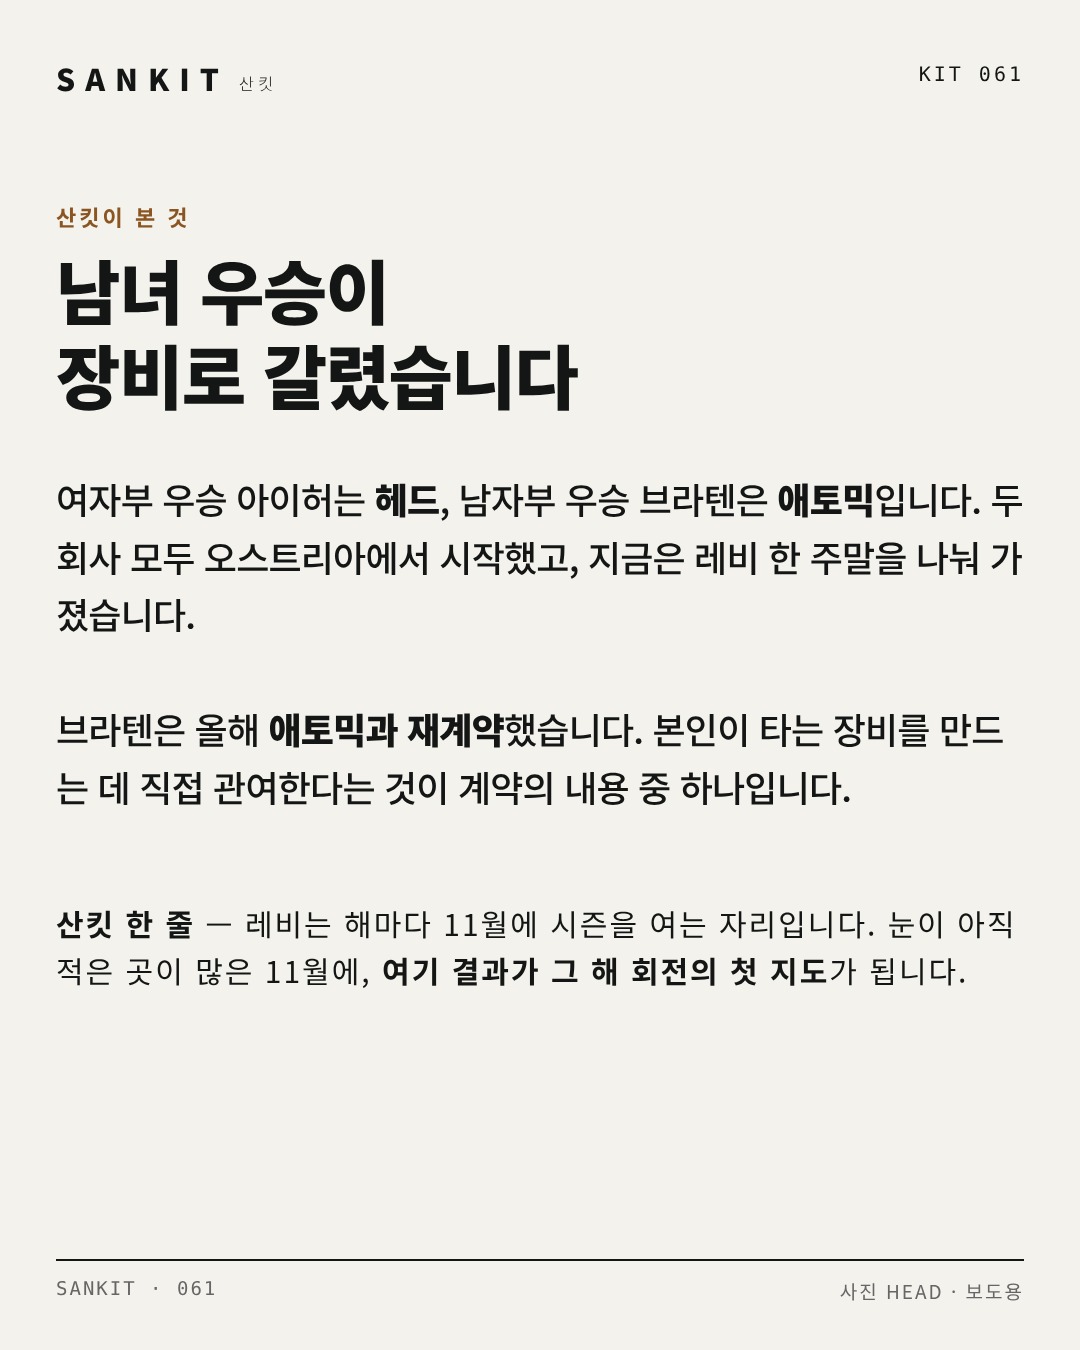 SANKIT 산킷
KIT 061
산킷이 본 것
남녀 우승이
장비로 갈렸습니다
여자부 우승 아이허는 헤드, 남자부 우승 브라텐은 애토믹입니다. 두
회사 모두 오스트리아에서 시작했고, 지금은 레비 한 주말을 나눠 가
졌습니다.
브라텐은 올해 애토믹과 재계약했습니다. 본인이 타는 장비를 만드
는 데 직접 관여한다는 것이 계약의 내용 중 하나입니다.
산킷 한 줄 — 레비는 해마다 11월에 시즌을 여는 자리입니다. 눈이 아직
적은 곳이 많은 11월에, 여기 결과가 그 해 회전의 첫 지도가 됩니다.
SANKIT · 061
사진 HEAD · 보도용